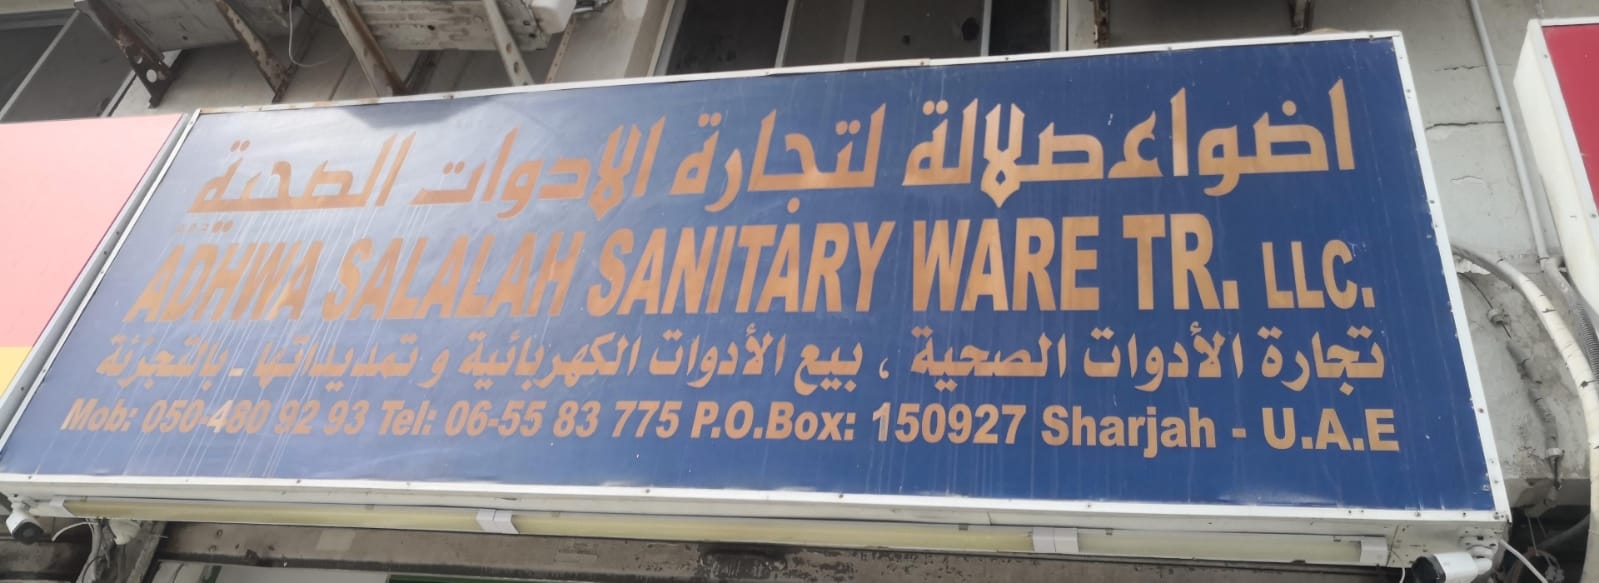 اضواء صلالة لتجارة الادوات الصحية
ذ.م.م
ADHWA SALALAH SANITARY WARE TR. LLC.
تجارة الأدوات الصحية ، بيع الأدوات الكهربائية و تمديداتها - بالتجزئة
Mob: 050-480 92 93 Tel: 06-55 83 775 P.O.Box: 150927 Sharjah - U.A.E